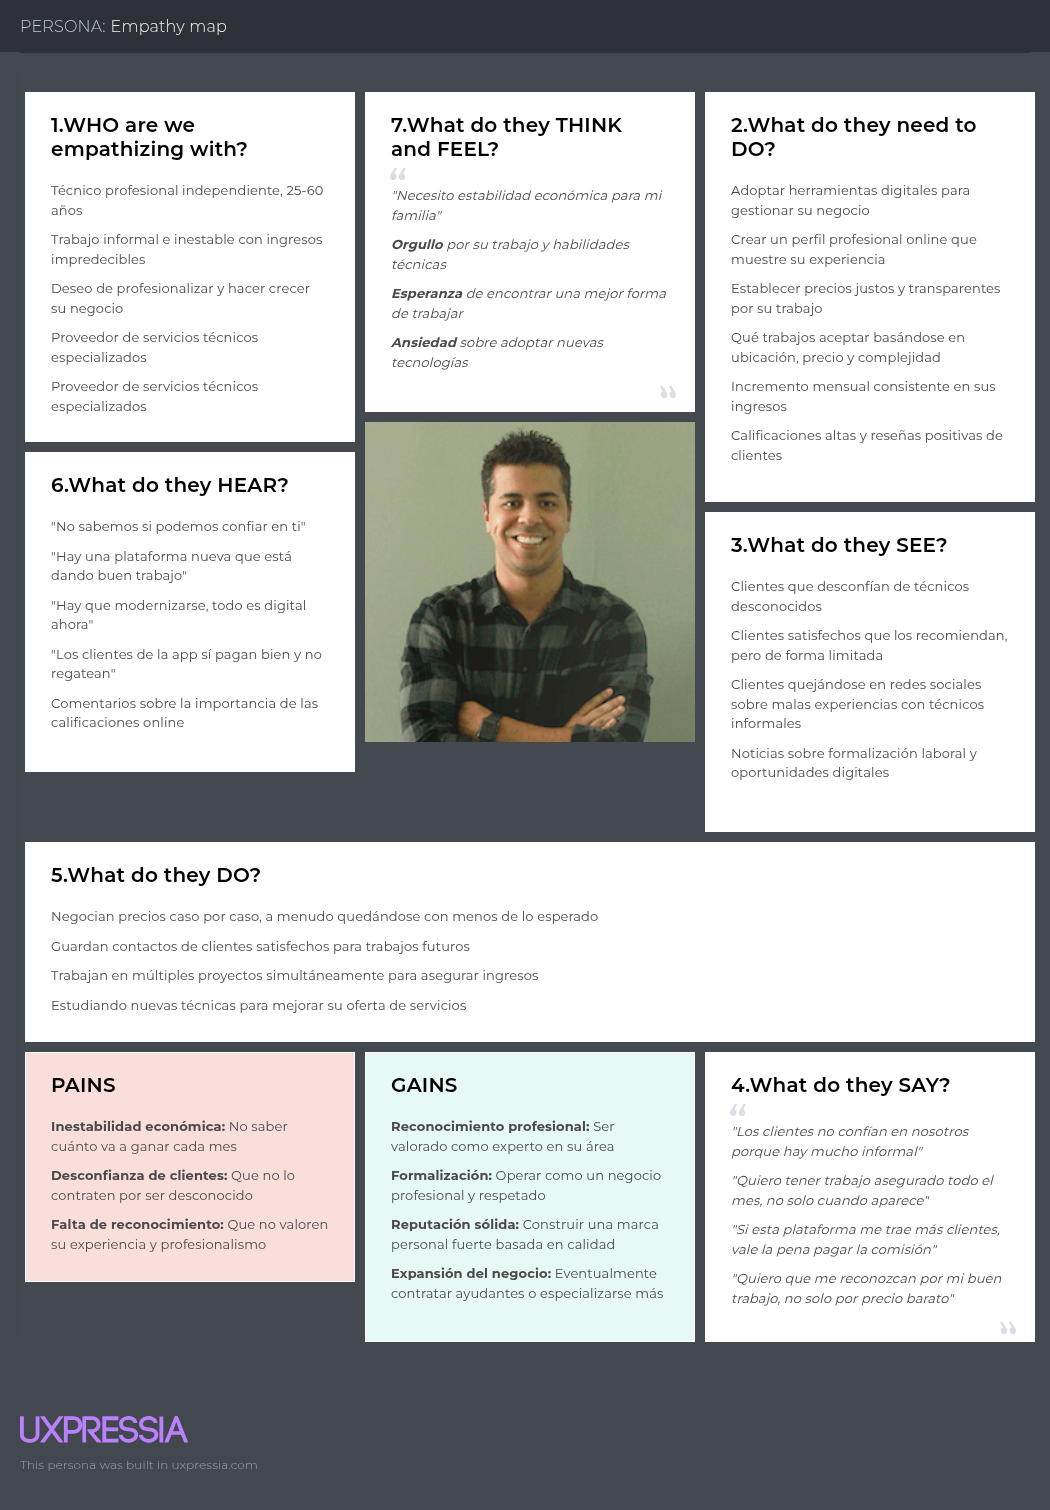 PERSONA: Empathy map
1.WHO are we
empathizing with?
Técnico profesional independiente, 25-60
años
Trabajo informal e inestable con ingresos
impredecibles
Deseo de profesionalizar y hacer crecer
su negocio
Proveedor de servicios técnicos
especializados
Proveedor de servicios técnicos
especializados
7.What do they THINK
and FEEL?
“
"Necesito estabilidad económica para mi
familia"
Orgullo por su trabajo y habilidades
técnicas
Esperanza de encontrar una mejor forma
de trabajar
Ansiedad sobre adoptar nuevas
tecnologías
”
2.What do they need to
DO?
Adoptar herramientas digitales para
gestionar su negocio
Crear un perfil profesional online que
muestre su experiencia
Establecer precios justos y transparentes
por su trabajo
Qué trabajos aceptar basándose en
ubicación, precio y complejidad
Incremento mensual consistente en sus
ingresos
Calificaciones altas y reseñas positivas de
clientes
6.What do they HEAR?
"No sabemos si podemos confiar en ti"
"Hay una plataforma nueva que está
dando buen trabajo"
"Hay que modernizarse, todo es digital
ahora"
"Los clientes de la app sí pagan bien y no
regatean"
Comentarios sobre la importancia de las
calificaciones online
3.What do they SEE?
Clientes que desconfían de técnicos
desconocidos
Clientes satisfechos que los recomiendan,
pero de forma limitada
Clientes quejándose en redes sociales
sobre malas experiencias con técnicos
informales
Noticias sobre formalización laboral y
oportunidades digitales
5.What do they DO?
Negocian precios caso por caso, a menudo quedándose con menos de lo esperado
Guardan contactos de clientes satisfechos para trabajos futuros
Trabajan en múltiples proyectos simultáneamente para asegurar ingresos
Estudiando nuevas técnicas para mejorar su oferta de servicios
PAINS
Inestabilidad económica: No saber
cuánto va a ganar cada mes
Desconfianza de clientes: Que no lo
contraten por ser desconocido
Falta de reconocimiento: Que no valoren
su experiencia y profesionalismo
GAINS
Reconocimiento profesional: Ser
valorado como experto en su área
Formalización: Operar como un negocio
profesional y respetado
Reputación sólida: Construir una marca
personal fuerte basada en calidad
Expansión del negocio: Eventualmente
contratar ayudantes o especializarse más
4.What do they SAY?
“
"Los clientes no confían en nosotros
porque hay mucho informal"
"Quiero tener trabajo asegurado todo el
mes, no solo cuando aparece"
"Si esta plataforma me trae más clientes,
vale la pena pagar la comisión"
"Quiero que me reconozcan por mi buen
trabajo, no solo por precio barato"
”
UXPRESSIA
This persona was built in uxpressia.com